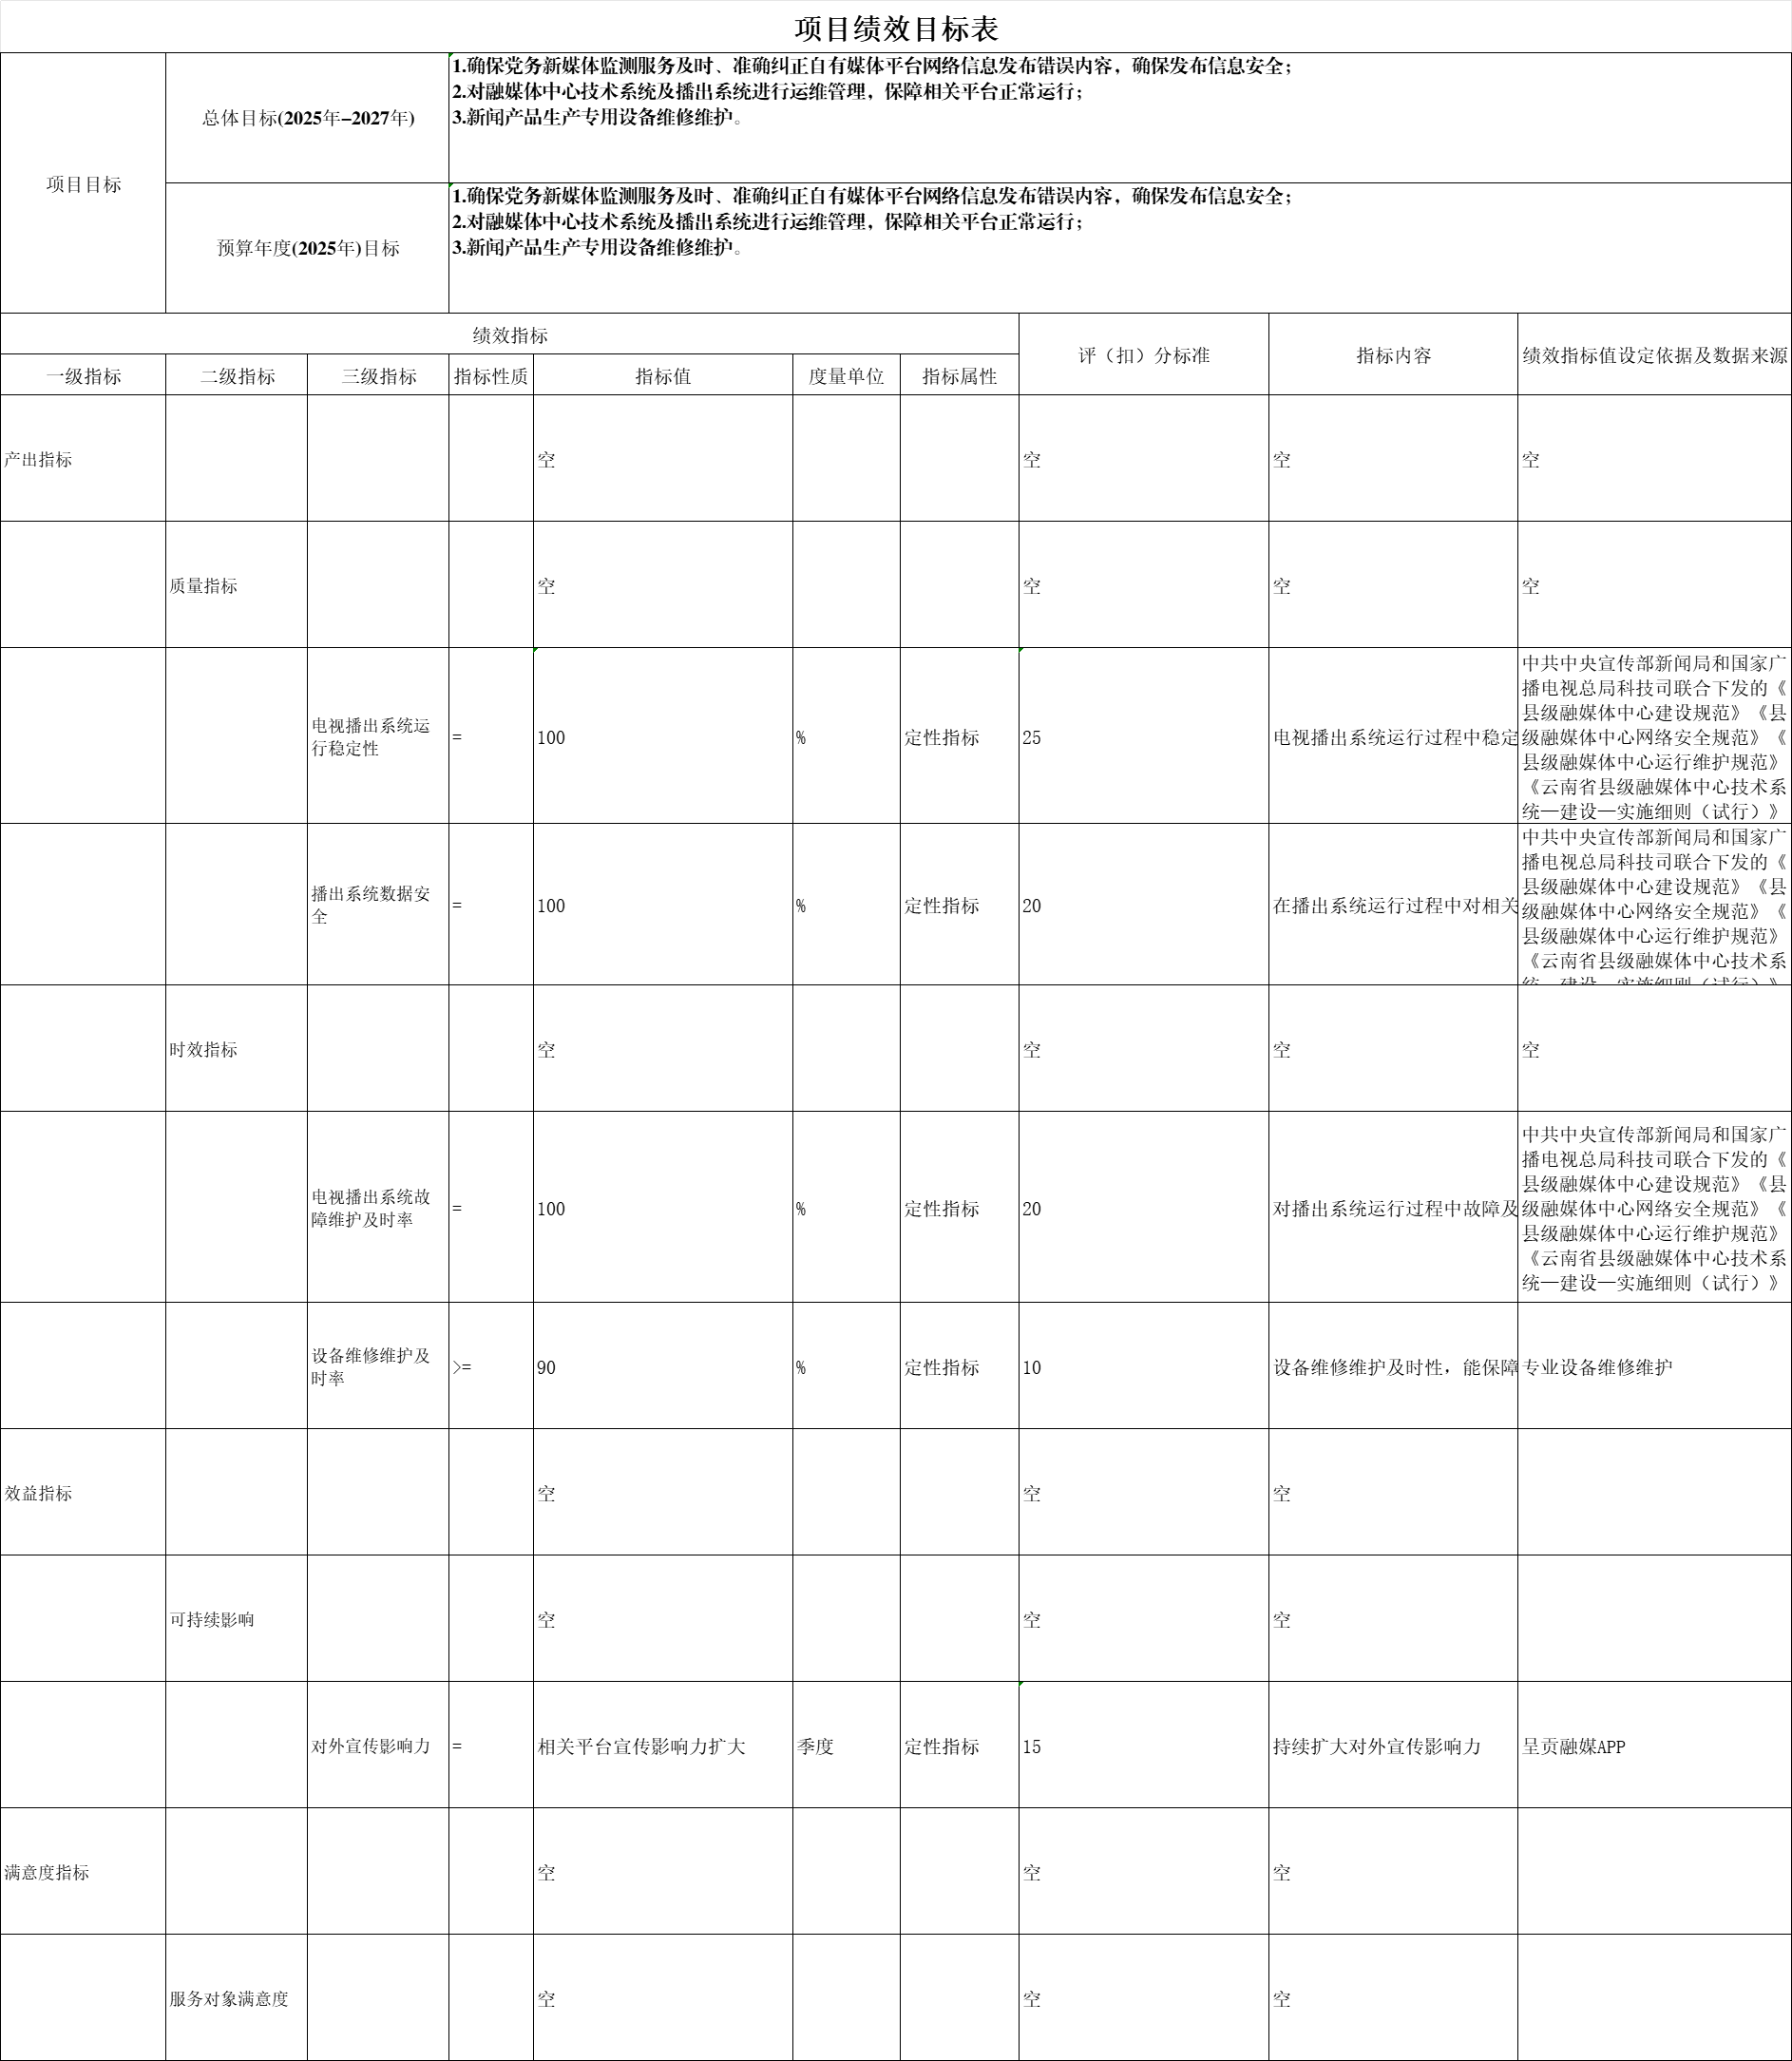 项目绩效目标表
项目目标
总体目标(2025年-2027年)
1.确保党务新媒体监测服务及时、准确纠正自有媒体平台网络信息发布错误内容，确保发布信息安全；
2.对融媒体中心技术系统及播出系统进行运维管理，保障相关平台正常运行；
3.新闻产品生产专用设备维修维护。
预算年度(2025年)目标
1.确保党务新媒体监测服务及时、准确纠正自有媒体平台网络信息发布错误内容，确保发布信息安全；
2.对融媒体中心技术系统及播出系统进行运维管理，保障相关平台正常运行；
3.新闻产品生产专用设备维修维护。
绩效指标 评（扣）分标准 指标内容 绩效指标值设定依据及数据来源
一级指标 二级指标 三级指标 指标性质 指标值 度量单位 指标属性
产出指标 空 空 空 空
质量指标 空 空 空 空
电视播出系统运
行稳定性
= 100 % 定性指标 25 电视播出系统运行过程中稳定
中共中央宣传部新闻局和国家广
播电视总局科技司联合下发的《
县级融媒体中心建设规范》《县
级融媒体中心网络安全规范》《
县级融媒体中心运行维护规范》
《云南省县级融媒体中心技术系
统—建设—实施细则（试行）》
播出系统数据安
全
= 100 % 定性指标 20 在播出系统运行过程中对相关
中共中央宣传部新闻局和国家广
播电视总局科技司联合下发的《
县级融媒体中心建设规范》《县
级融媒体中心网络安全规范》《
县级融媒体中心运行维护规范》
《云南省县级融媒体中心技术系
统—建设—实施细则（试行）》
时效指标 空 空 空 空
电视播出系统故
障维护及时率
= 100 % 定性指标 20 对播出系统运行过程中故障及
中共中央宣传部新闻局和国家广
播电视总局科技司联合下发的《
县级融媒体中心建设规范》《县
级融媒体中心网络安全规范》《
县级融媒体中心运行维护规范》
《云南省县级融媒体中心技术系
统—建设—实施细则（试行）》
设备维修维护及
时率
>= 90 % 定性指标 10 设备维修维护及时性，能保障 专业设备维修维护
效益指标 空 空 空
可持续影响 空 空 空
对外宣传影响力 = 相关平台宣传影响力扩大 季度 定性指标 15 持续扩大对外宣传影响力 呈贡融媒APP
满意度指标 空 空 空
服务对象满意度 空 空 空